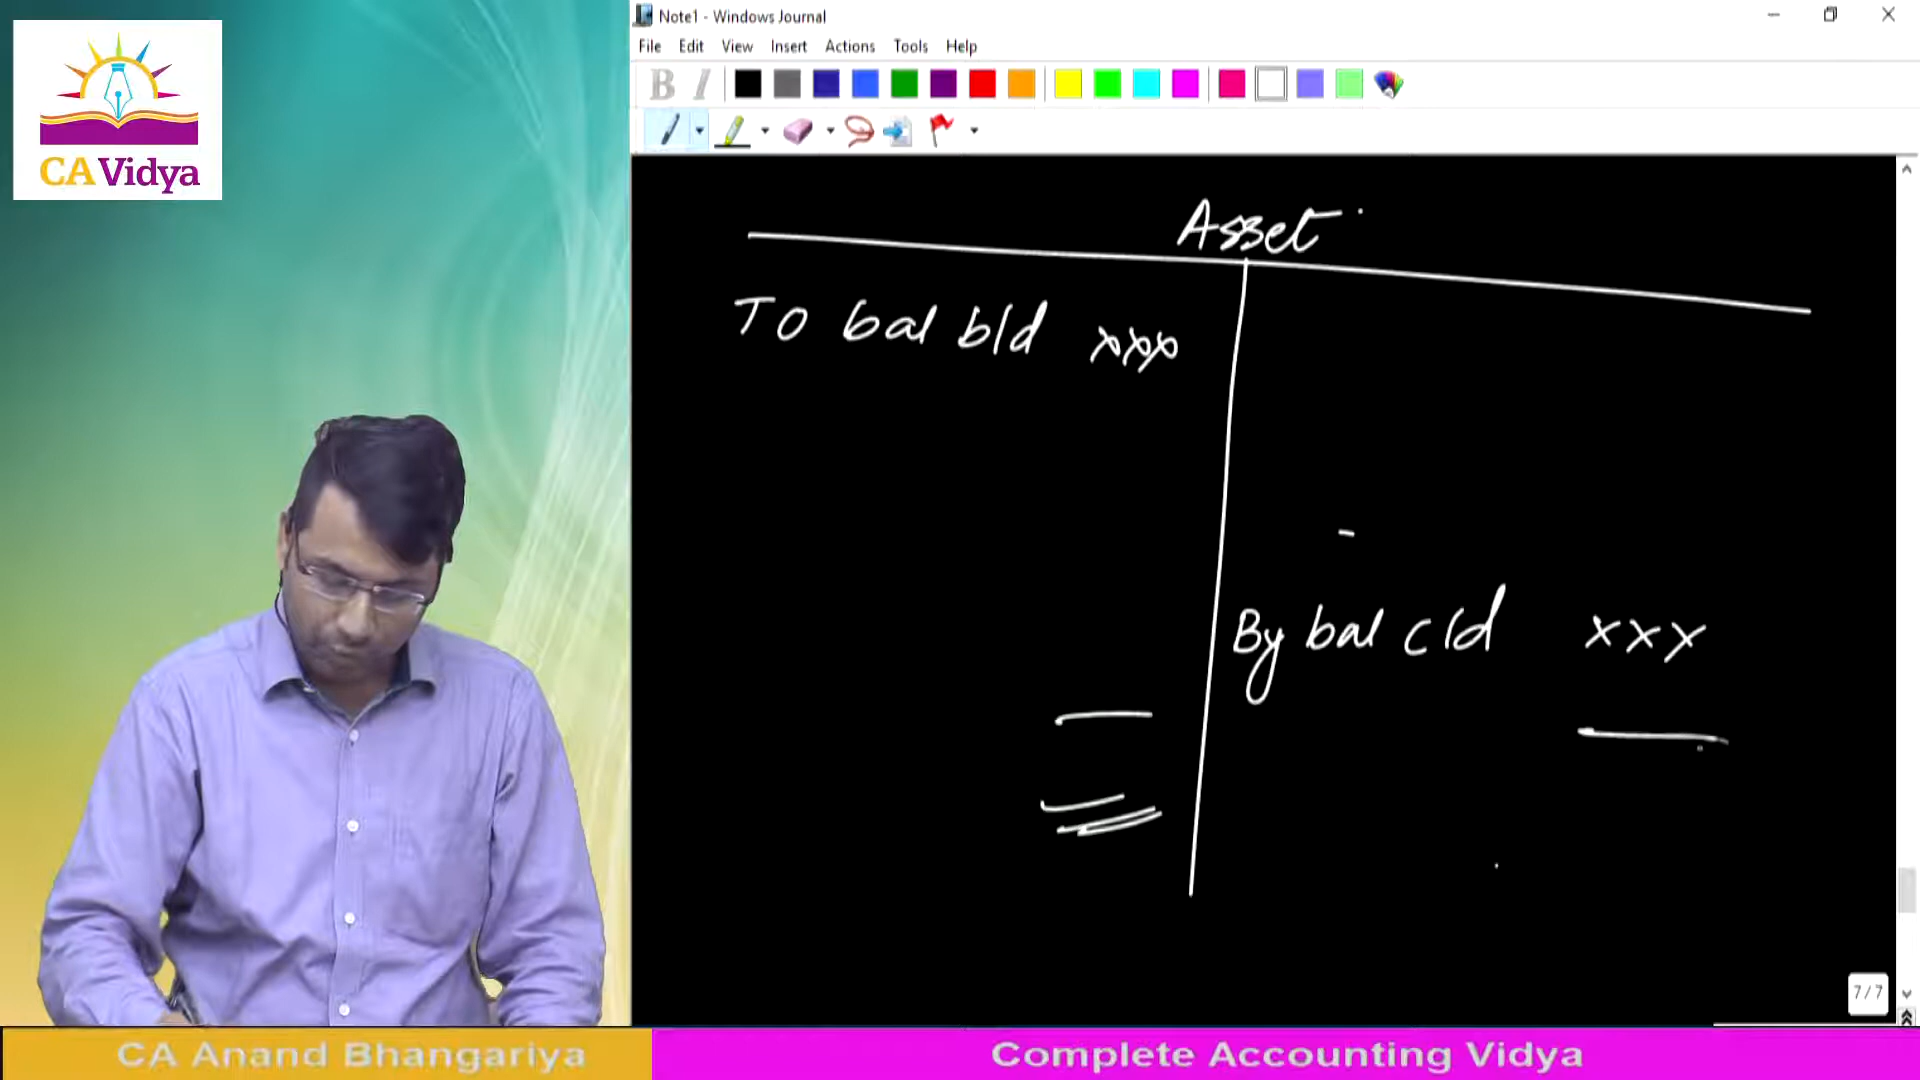 CA Vidya
Note1 - Windows Journal
File Edit View Insert Actions Tools Help
B I
Asset
To bal b/d xxx
By bal c/d xxx
7/7
CA Anand Bhangariya
Complete Accounting Vidya